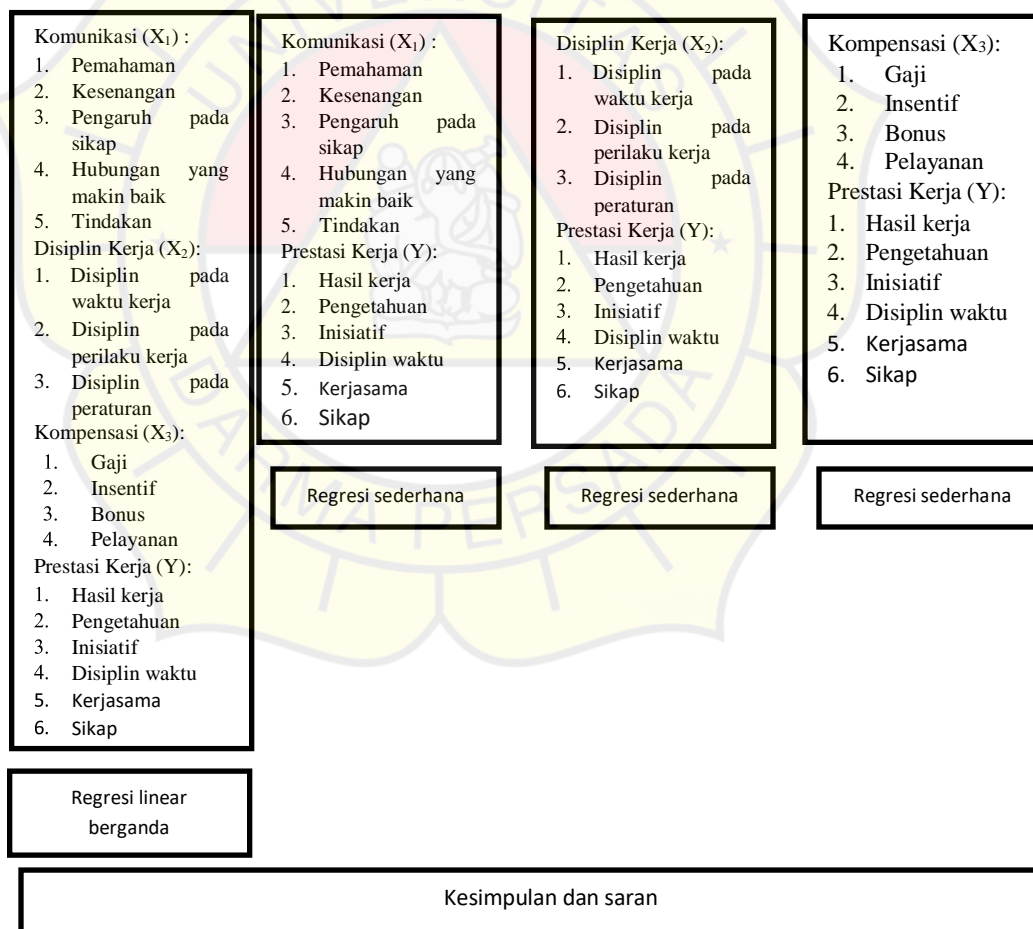 Komunikasi (X₁) :
1. Pemahaman
2. Kesenangan
3. Pengaruh pada
sikap
4. Hubungan yang
makin baik
5. Tindakan
Disiplin Kerja (X₂):
1. Disiplin pada
waktu kerja
2. Disiplin pada
perilaku kerja
3. Disiplin pada
peraturan
Kompensasi (X₃):
1. Gaji
2. Insentif
3. Bonus
4. Pelayanan
Prestasi Kerja (Y):
1. Hasil kerja
2. Pengetahuan
3. Inisiatif
4. Disiplin waktu
5. Kerjasama
6. Sikap
Regresi linear
berganda
Komunikasi (X₁) :
1. Pemahaman
2. Kesenangan
3. Pengaruh pada
sikap
4. Hubungan yang
makin baik
5. Tindakan
Prestasi Kerja (Y):
1. Hasil kerja
2. Pengetahuan
3. Inisiatif
4. Disiplin waktu
5. Kerjasama
6. Sikap
Regresi sederhana
Disiplin Kerja (X₂):
1. Disiplin pada
waktu kerja
2. Disiplin pada
perilaku kerja
3. Disiplin pada
peraturan
Prestasi Kerja (Y):
1. Hasil kerja
2. Pengetahuan
3. Inisiatif
4. Disiplin waktu
5. Kerjasama
6. Sikap
Regresi sederhana
Kompensasi (X₃):
1. Gaji
2. Insentif
3. Bonus
4. Pelayanan
Prestasi Kerja (Y):
1. Hasil kerja
2. Pengetahuan
3. Inisiatif
4. Disiplin waktu
5. Kerjasama
6. Sikap
Regresi sederhana
Kesimpulan dan saran
DARMA PERSADA